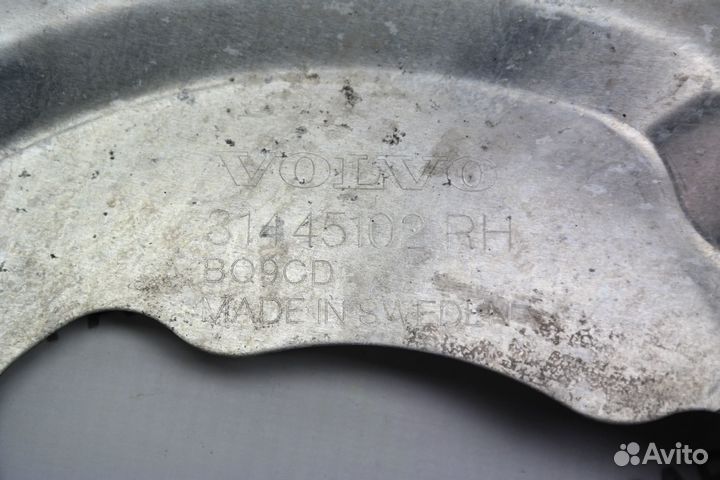 VOLVO
31445102 RH
BQ9CD
MADE IN SWEDEN
Avito